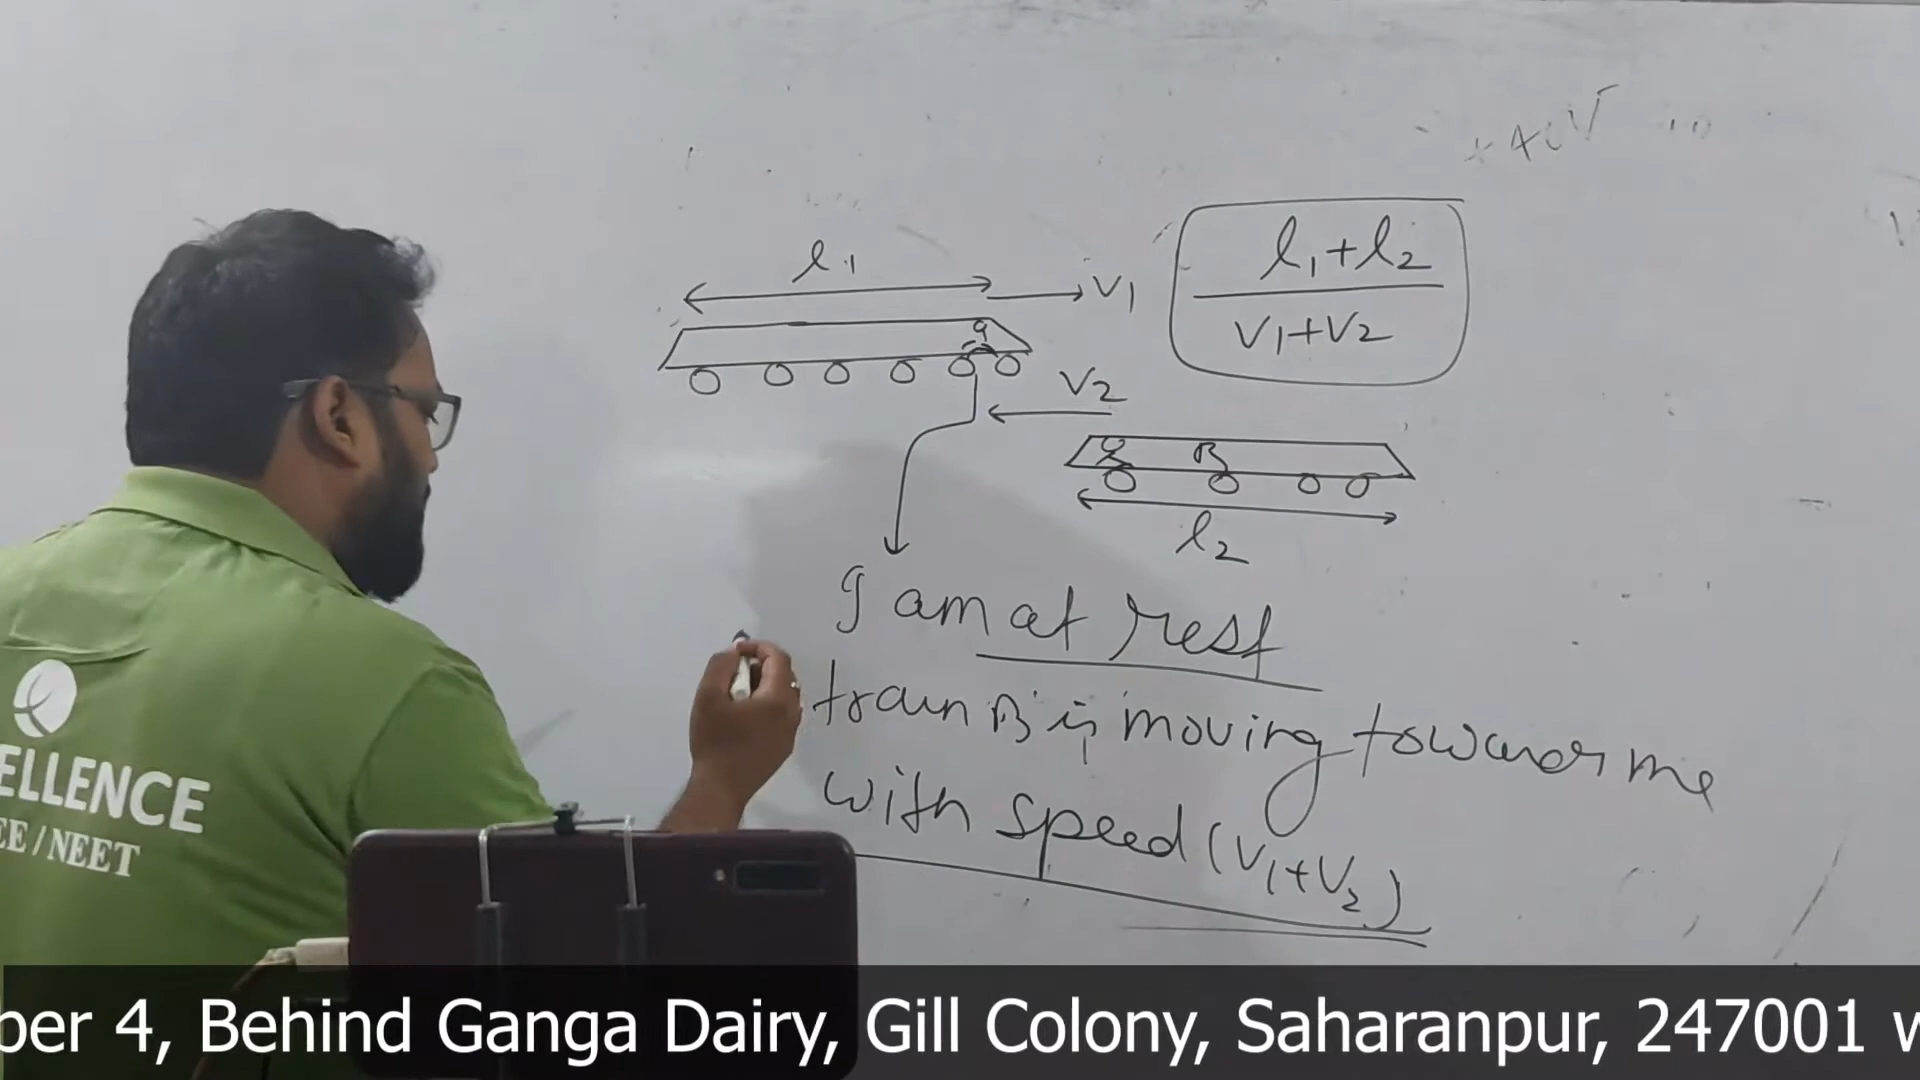 l1
V1
l1+l2
V1+V2
V2
B
l2
I am at rest
train B is moving towards me
with speed (V1+V2)
ELLENCE
EE / NEET
ber 4, Behind Ganga Dairy, Gill Colony, Saharanpur, 247001 w